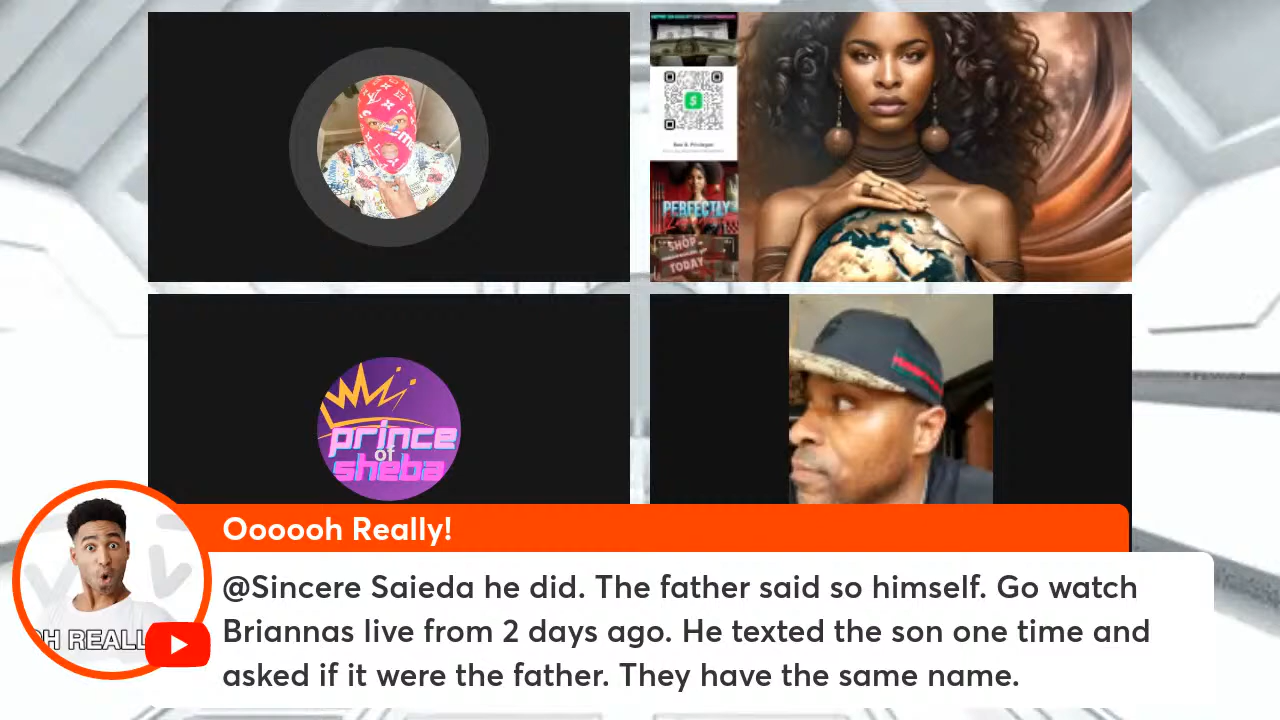 PERFECTLY
SHOP
TODAY
prince
of
sheba
Oooooh Really!
@Sincere Saieda he did. The father said so himself. Go watch
Briannas live from 2 days ago. He texted the son one time and
asked if it were the father. They have the same name.